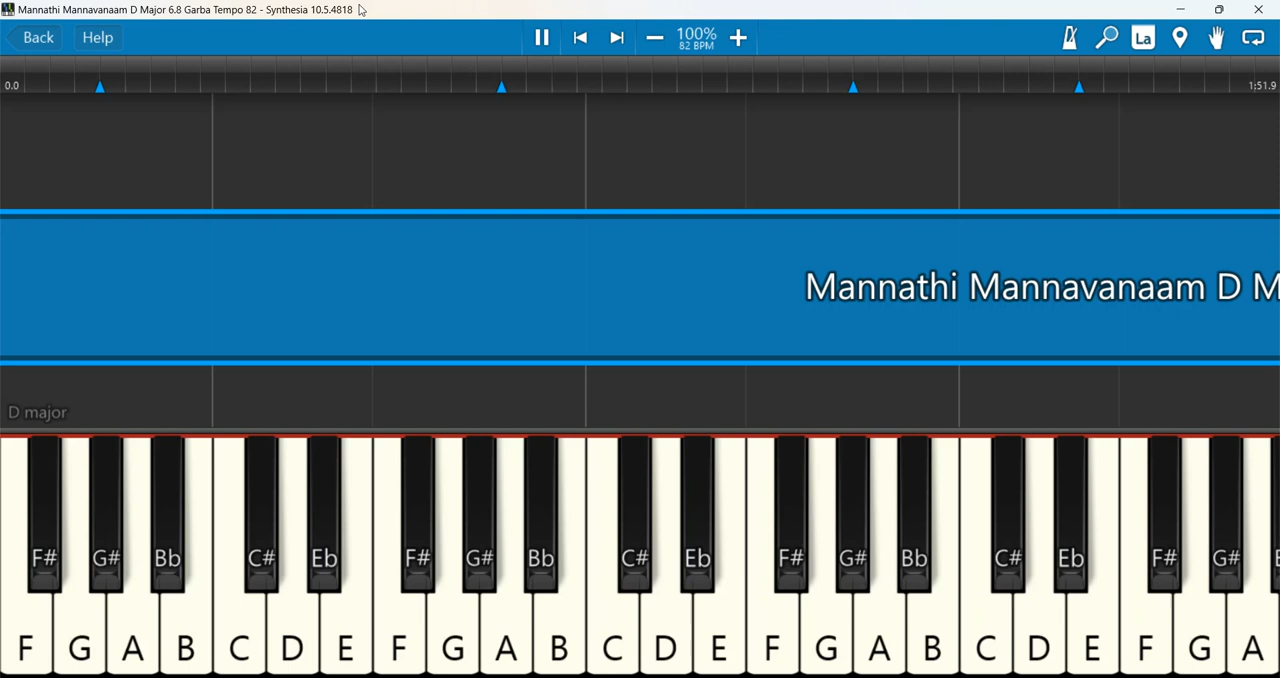 Mannathi Mannavanaam D Major 6.8 Garba Tempo 82 - Synthesia 10.5.4818
Back Help 100% La
82 BPM
0.0 1:51.9
Mannathi Mannavanaam D M
D major
F# G# Bb C# Eb F# G# Bb C# Eb F# G# Bb C# Eb F# G#
F G A B C D E F G A B C D E F G A B C D E F G A